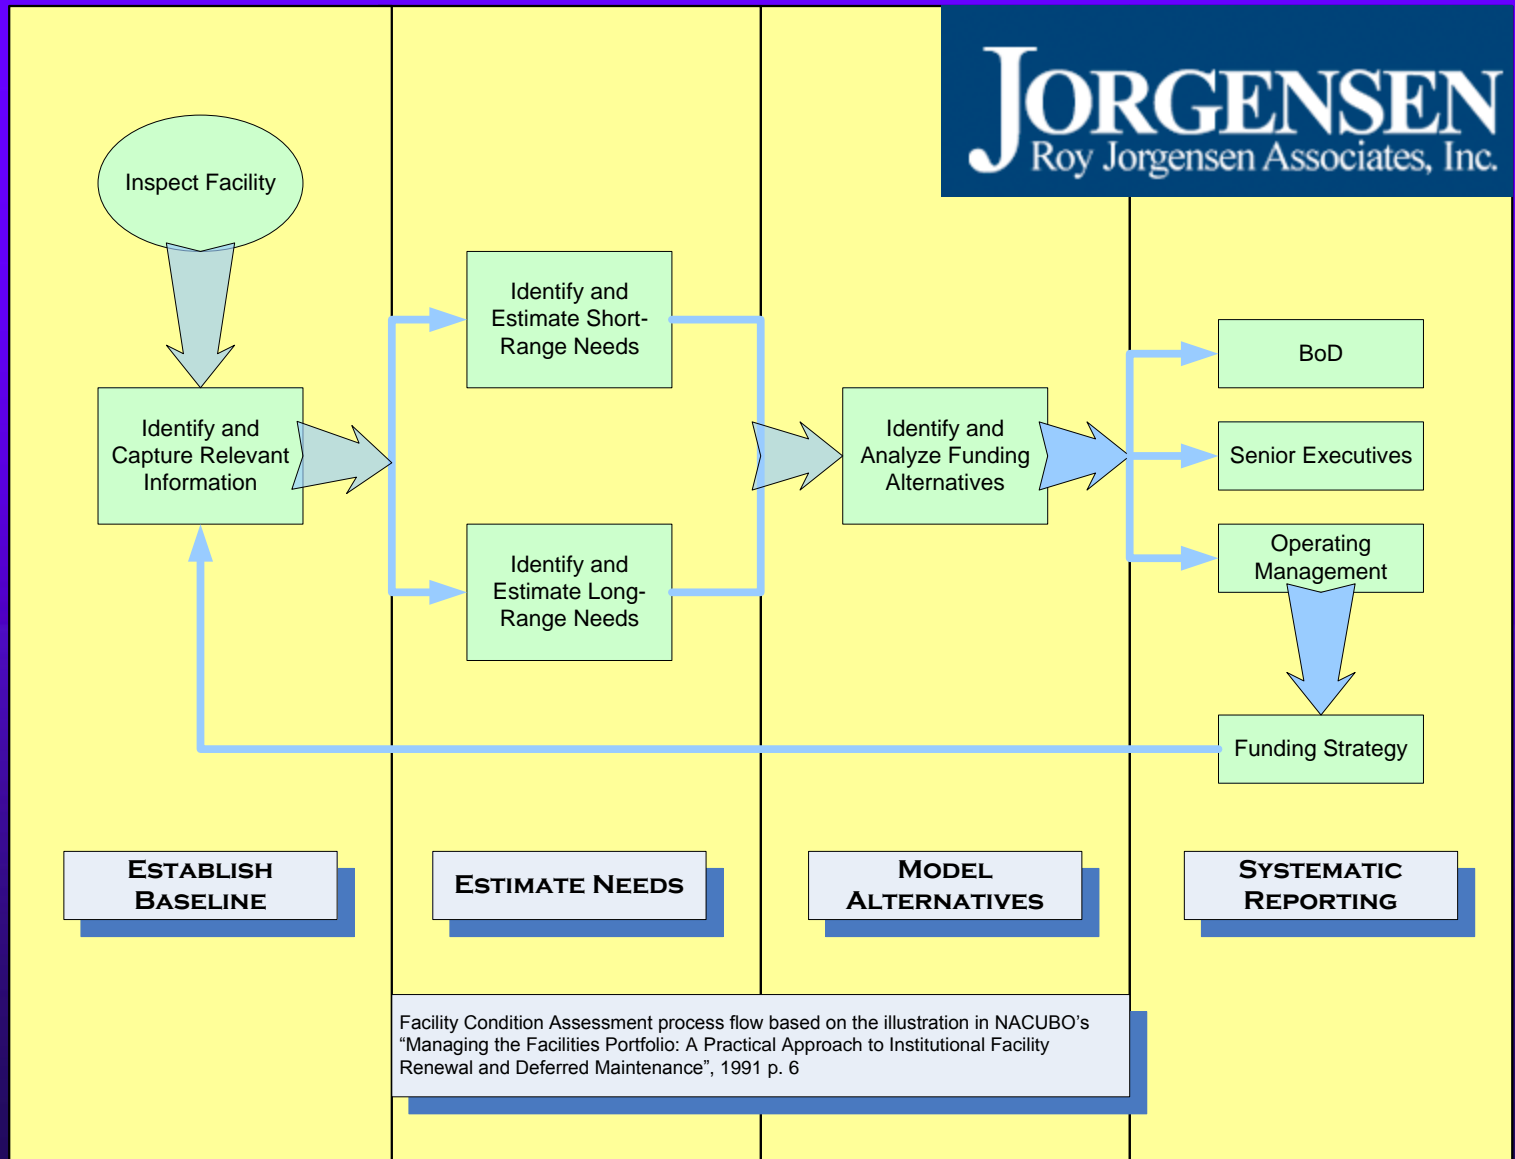 JORGENSEN
Roy Jorgensen Associates, Inc.
Inspect Facility
Identify and
Capture Relevant
Information
Identify and
Estimate Short-
Range Needs
Identify and
Estimate Long-
Range Needs
Identify and
Analyze Funding
Alternatives
BoD
Senior Executives
Operating
Management
Funding Strategy
ESTABLISH
BASELINE
ESTIMATE NEEDS
MODEL
ALTERNATIVES
SYSTEMATIC
REPORTING
Facility Condition Assessment process flow based on the illustration in NACUBO’s
“Managing the Facilities Portfolio: A Practical Approach to Institutional Facility
Renewal and Deferred Maintenance”, 1991 p. 6